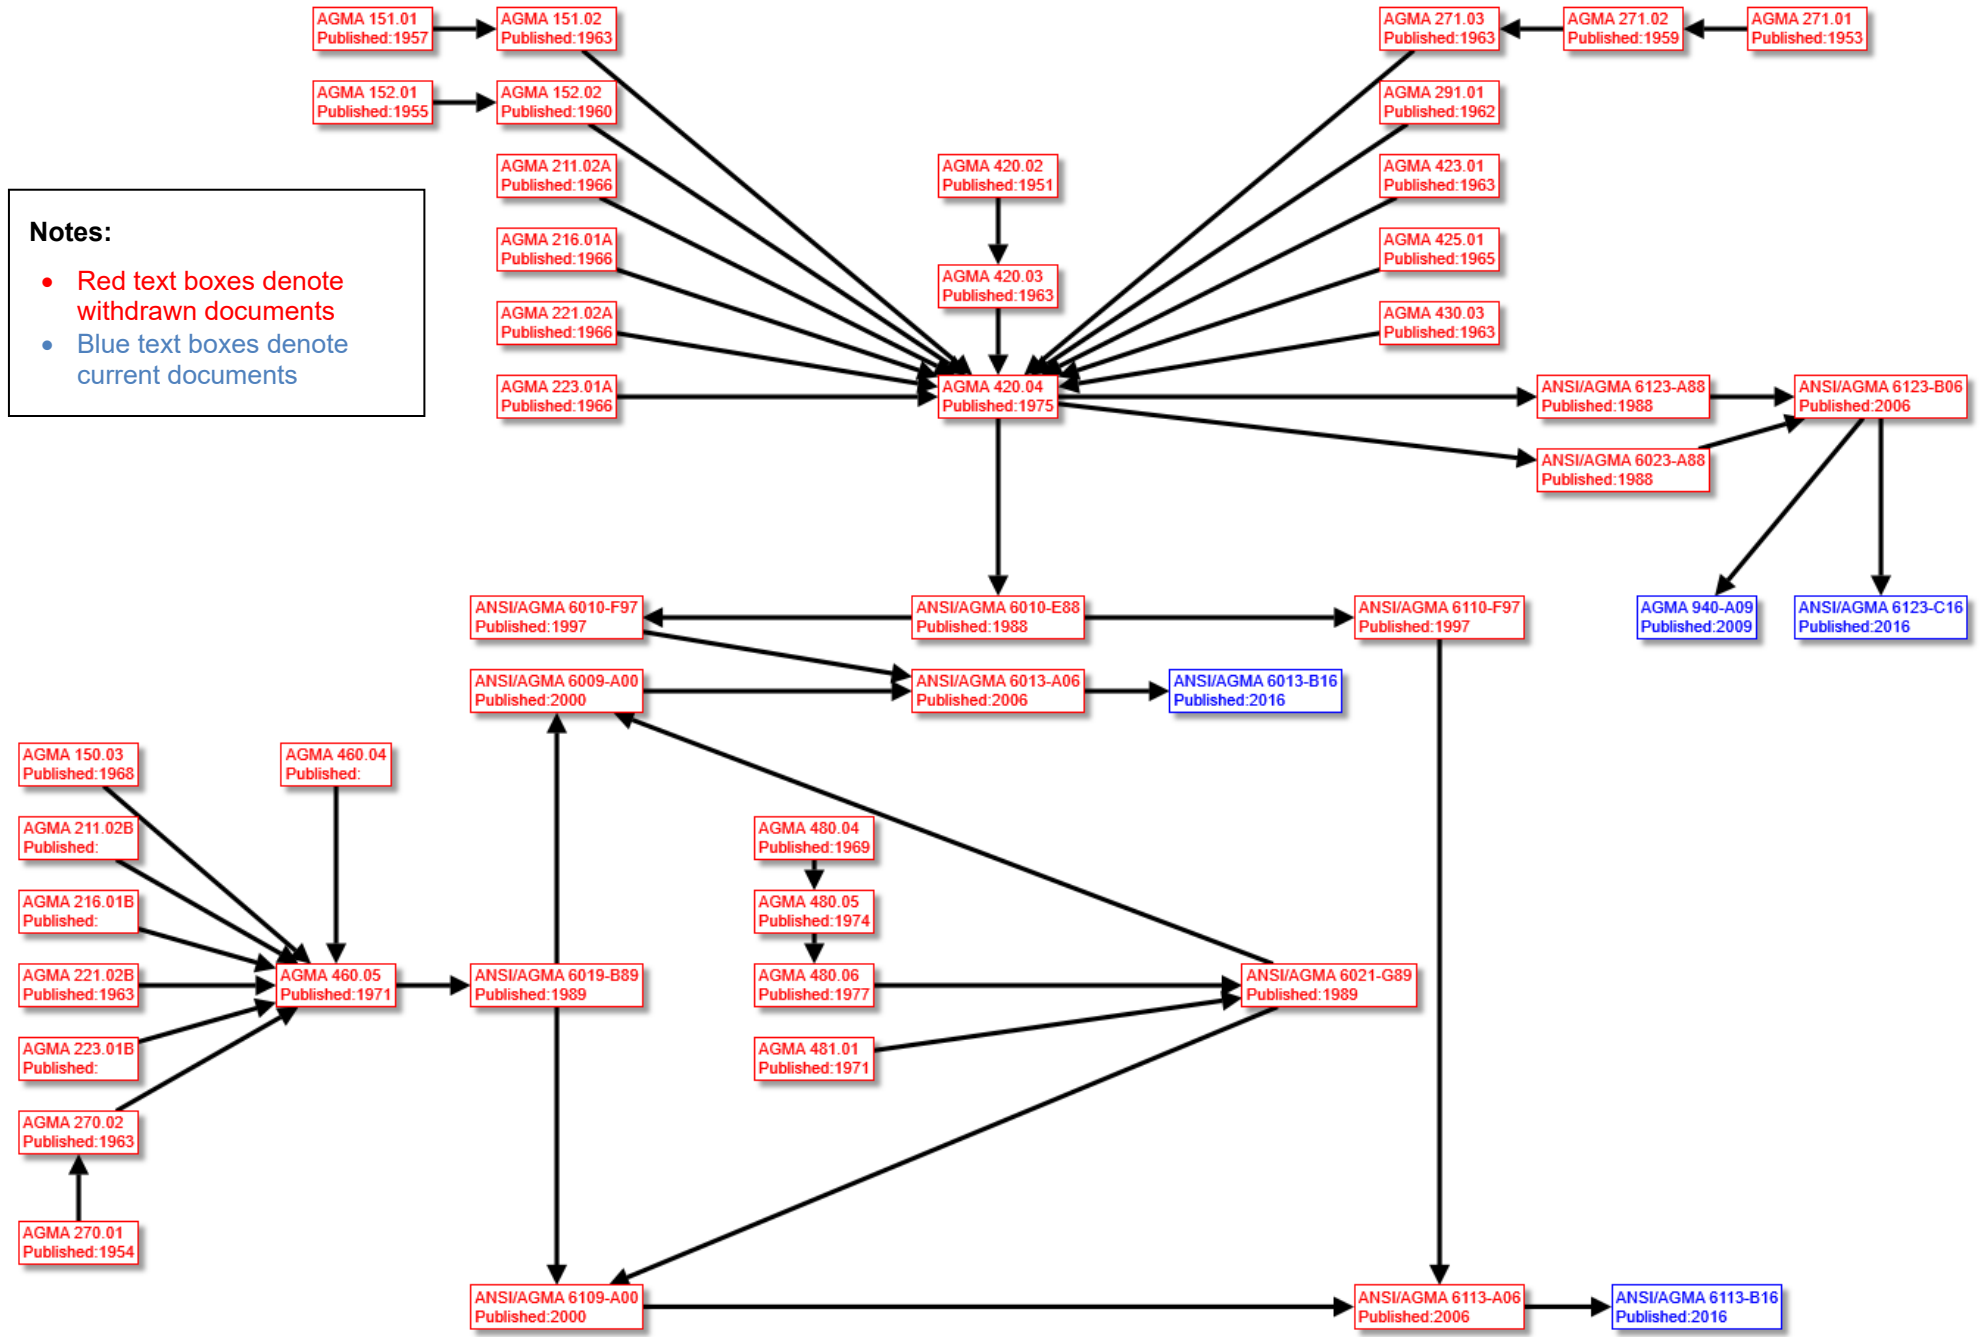 AGMA 151.01
Published:1957
AGMA 151.02
Published:1963
AGMA 271.03
Published:1963
AGMA 271.02
Published:1959
AGMA 271.01
Published:1953
AGMA 152.01
Published:1955
AGMA 152.02
Published:1960
AGMA 291.01
Published:1962
AGMA 211.02A
Published:1966
AGMA 420.02
Published:1951
AGMA 423.01
Published:1963
Notes:
• Red text boxes denote
withdrawn documents
• Blue text boxes denote
current documents
AGMA 216.01A
Published:1966
AGMA 425.01
Published:1965
AGMA 420.03
Published:1963
AGMA 221.02A
Published:1966
AGMA 430.03
Published:1963
AGMA 223.01A
Published:1966
AGMA 420.04
Published:1975
ANSI/AGMA 6123-A88
Published:1988
ANSI/AGMA 6123-B06
Published:2006
ANSI/AGMA 6023-A88
Published:1988
ANSI/AGMA 6010-F97
Published:1997
ANSI/AGMA 6010-E88
Published:1988
ANSI/AGMA 6110-F97
Published:1997
AGMA 940-A09
Published:2009
ANSI/AGMA 6123-C16
Published:2016
ANSI/AGMA 6009-A00
Published:2000
ANSI/AGMA 6013-A06
Published:2006
ANSI/AGMA 6013-B16
Published:2016
AGMA 150.03
Published:1968
AGMA 460.04
Published:
AGMA 211.02B
Published:
AGMA 480.04
Published:1969
AGMA 216.01B
Published:
AGMA 480.05
Published:1974
AGMA 221.02B
Published:1963
AGMA 460.05
Published:1971
ANSI/AGMA 6019-B89
Published:1989
AGMA 480.06
Published:1977
ANSI/AGMA 6021-G89
Published:1989
AGMA 223.01B
Published:
AGMA 481.01
Published:1971
AGMA 270.02
Published:1963
AGMA 270.01
Published:1954
ANSI/AGMA 6109-A00
Published:2000
ANSI/AGMA 6113-A06
Published:2006
ANSI/AGMA 6113-B16
Published:2016